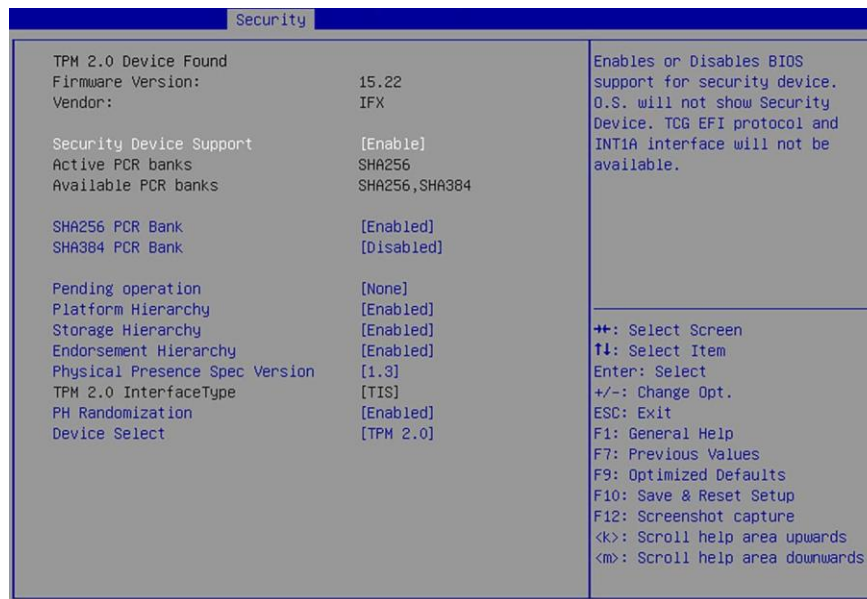 Security
TPM 2.0 Device Found
Firmware Version: 15.22
Vendor: IFX
Security Device Support [Enable]
Active PCR banks SHA256
Available PCR banks SHA256,SHA384
SHA256 PCR Bank [Enabled]
SHA384 PCR Bank [Disabled]
Pending operation [None]
Platform Hierarchy [Enabled]
Storage Hierarchy [Enabled]
Endorsement Hierarchy [Enabled]
Physical Presence Spec Version [1.3]
TPM 2.0 InterfaceType [TIS]
PH Randomization [Enabled]
Device Select [TPM 2.0]
Enables or Disables BIOS
support for security device.
O.S. will not show Security
Device. TCG EFI protocol and
INT1A interface will not be
available.
→←: Select Screen
↑↓: Select Item
Enter: Select
+/-: Change Opt.
ESC: Exit
F1: General Help
F7: Previous Values
F9: Optimized Defaults
F10: Save & Reset Setup
F12: Screenshot capture
<k>: Scroll help area upwards
<m>: Scroll help area downwards